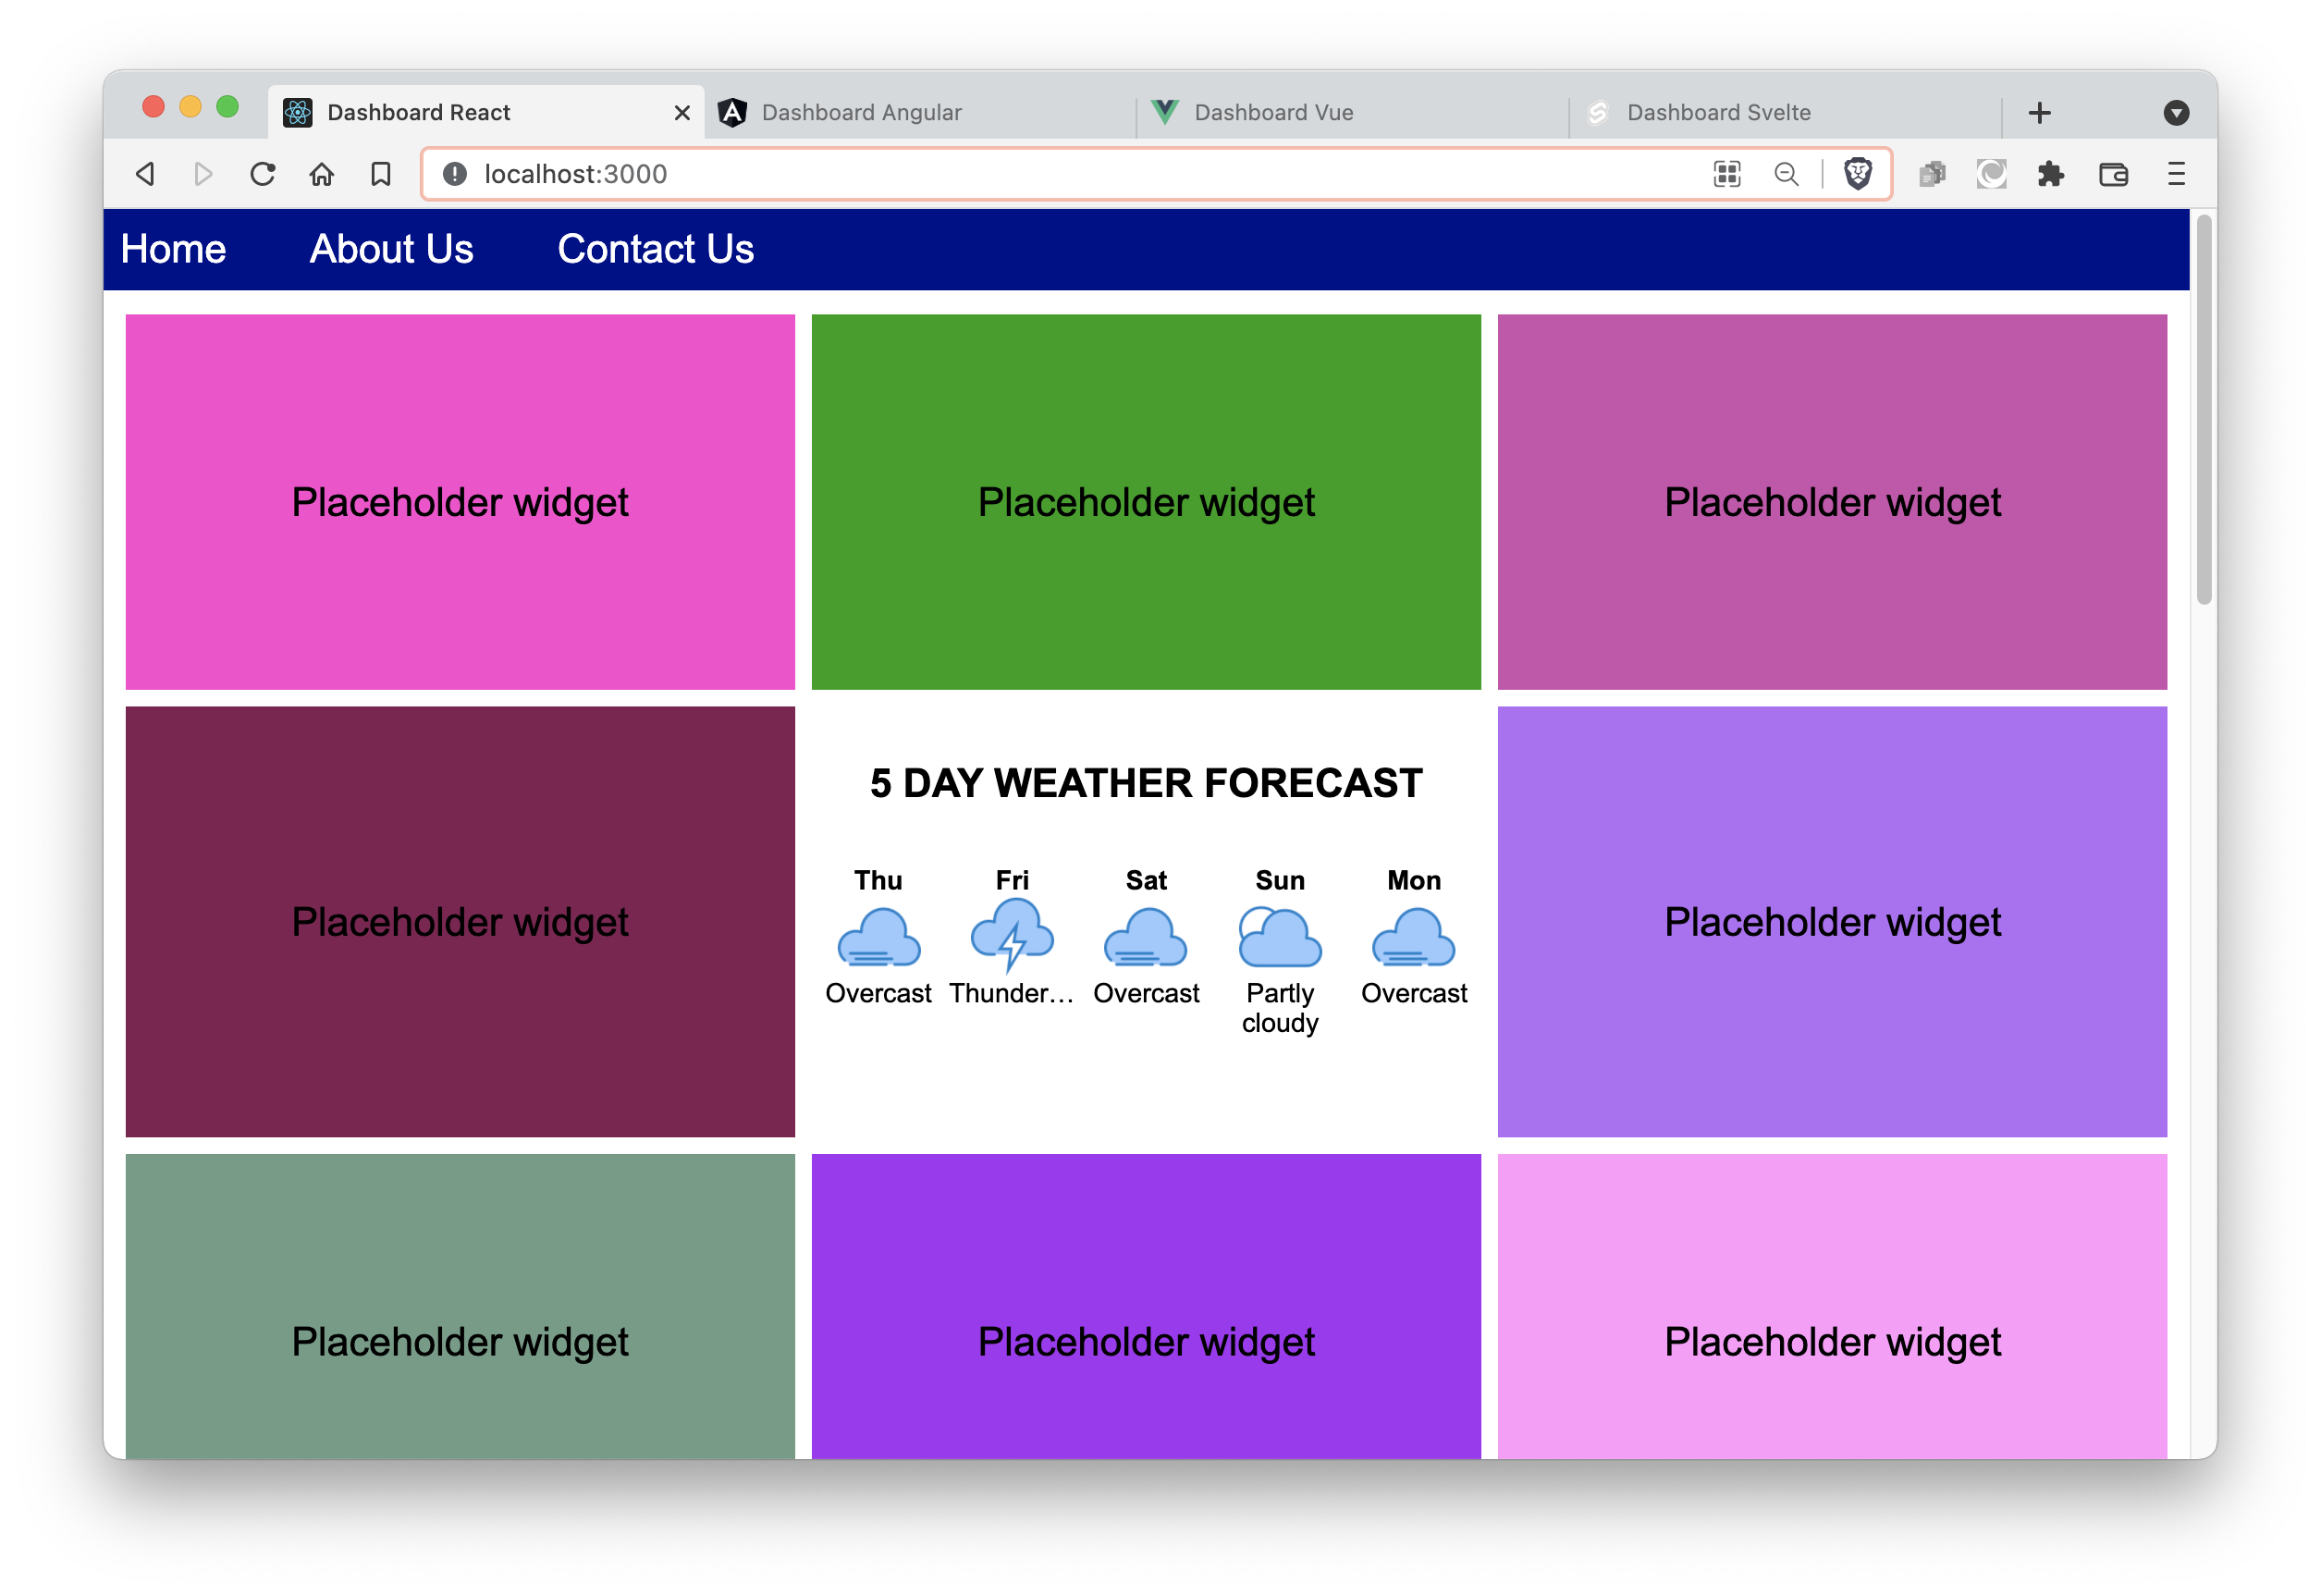 Dashboard React
Dashboard Angular
Dashboard Vue
Dashboard Svelte
localhost:3000
Home About Us Contact Us
Placeholder widget
Placeholder widget
Placeholder widget
Placeholder widget
5 DAY WEATHER FORECAST
Thu Fri Sat Sun Mon
Overcast Thunder… Overcast Partly cloudy Overcast
Placeholder widget
Placeholder widget
Placeholder widget
Placeholder widget